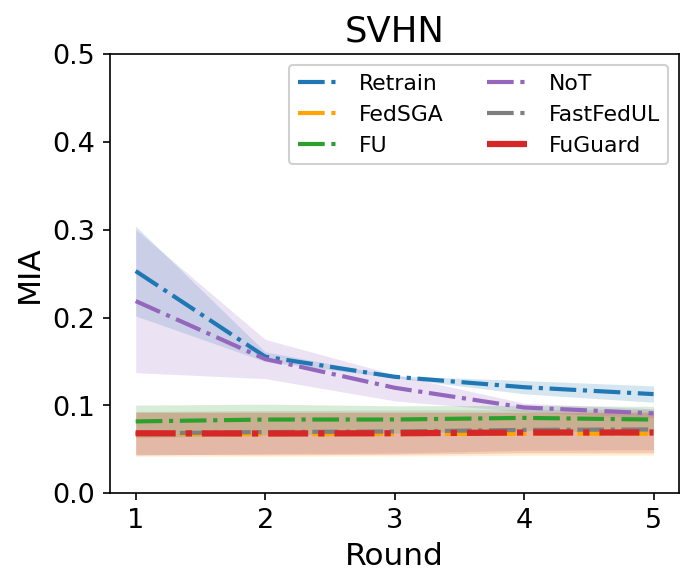 SVHN
0.5
0.4
0.3
0.2
0.1
0.0
MIA
Retrain
FedSGA
FU
NoT
FastFedUL
FuGuard
1 2 3 4 5
Round